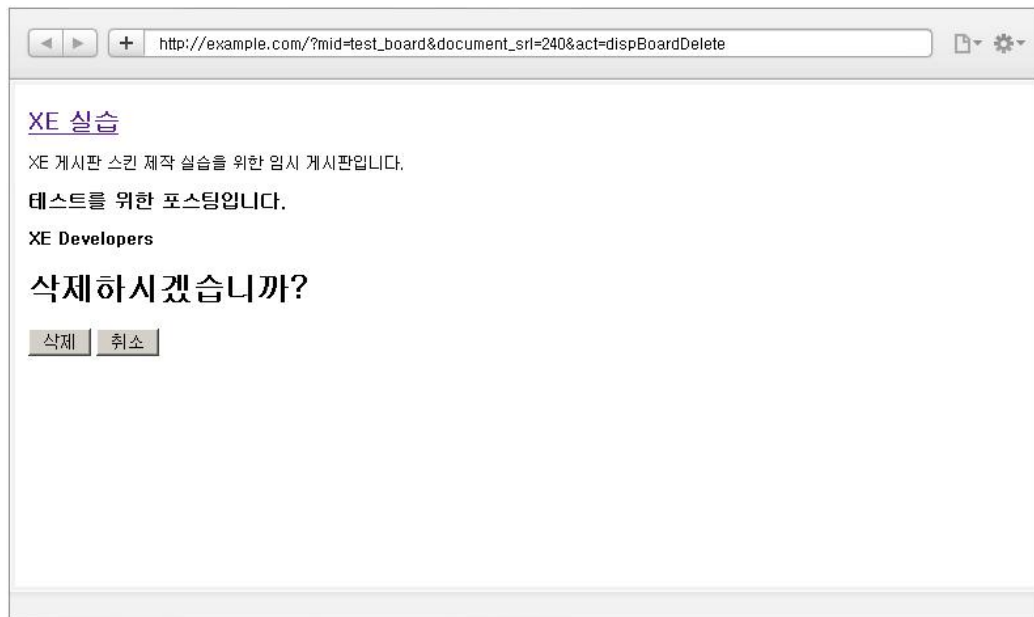 http://example.com/?mid=test_board&document_srl=240&act=dispBoardDelete
XE 실습
XE 게시판 스킨 제작 실습을 위한 임시 게시판입니다.
테스트를 위한 포스팅입니다.
XE Developers
삭제하시겠습니까?
삭제 취소